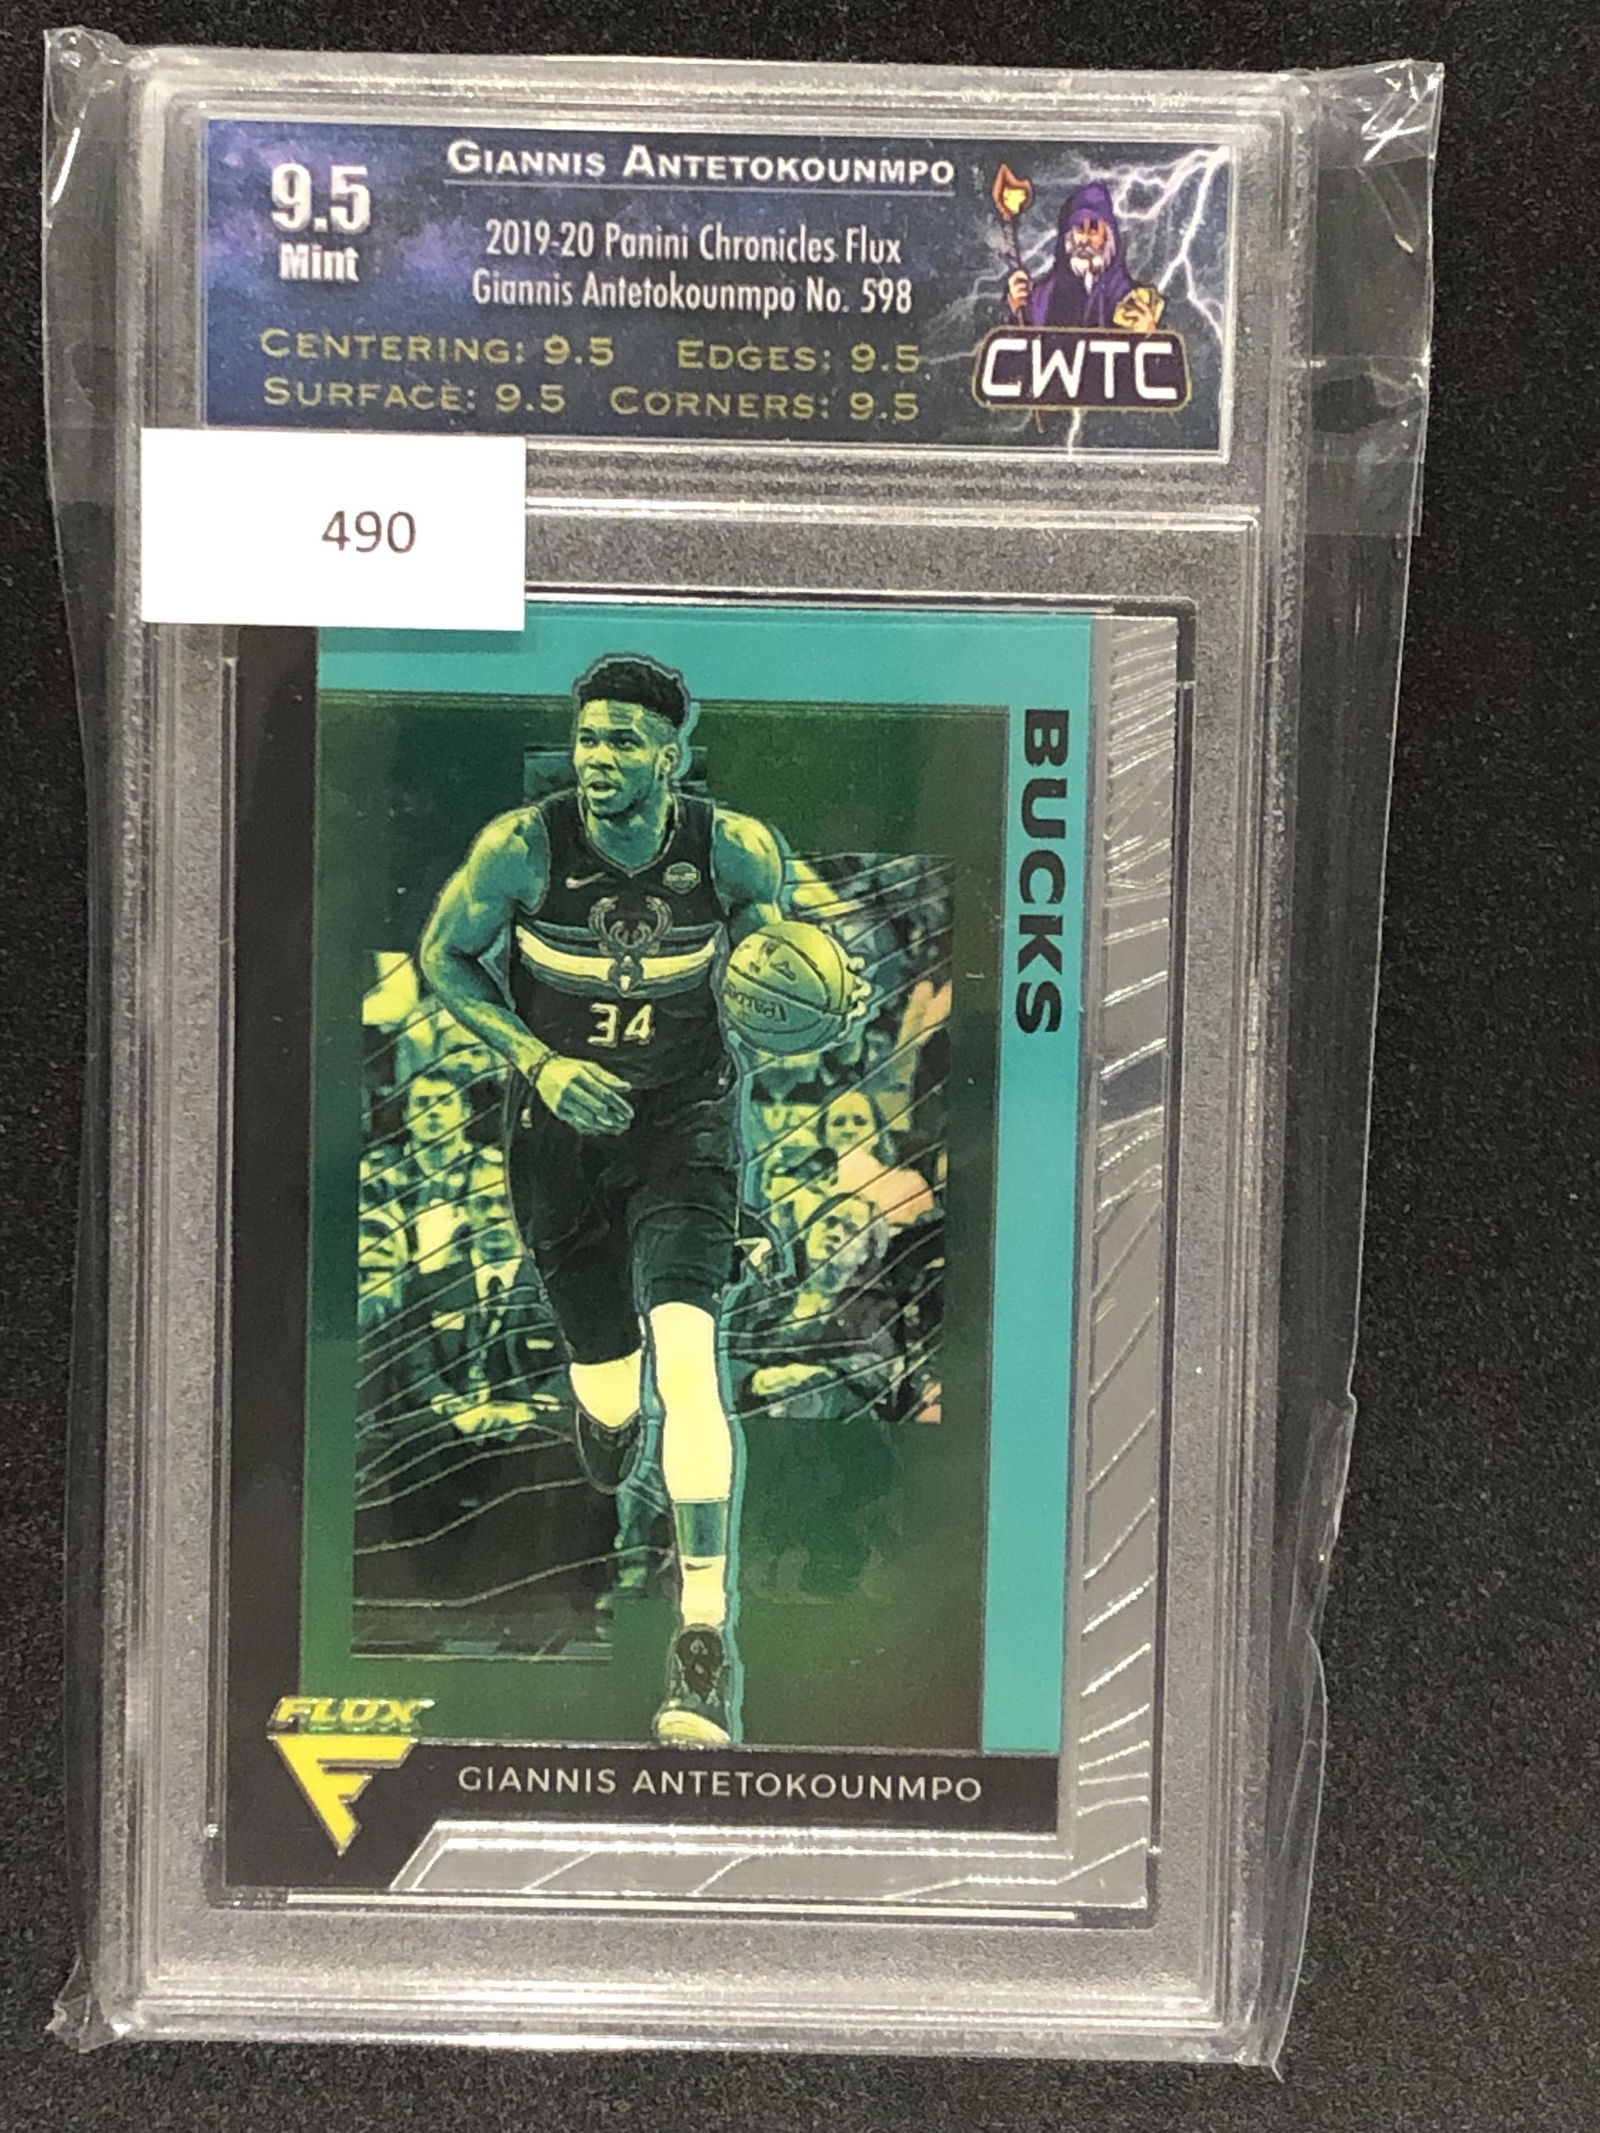 9.5
Mint
GIANNIS ANTETOKOUNMPO
2019-20 Panini Chronicles Flux
Giannis Antetokounmpo No. 598
CENTERING: 9.5 EDGES: 9.5
SURFACE: 9.5 CORNERS: 9.5
CWTC
490
BUCKS
34
SPALDING
FLUX
F
GIANNIS ANTETOKOUNMPO